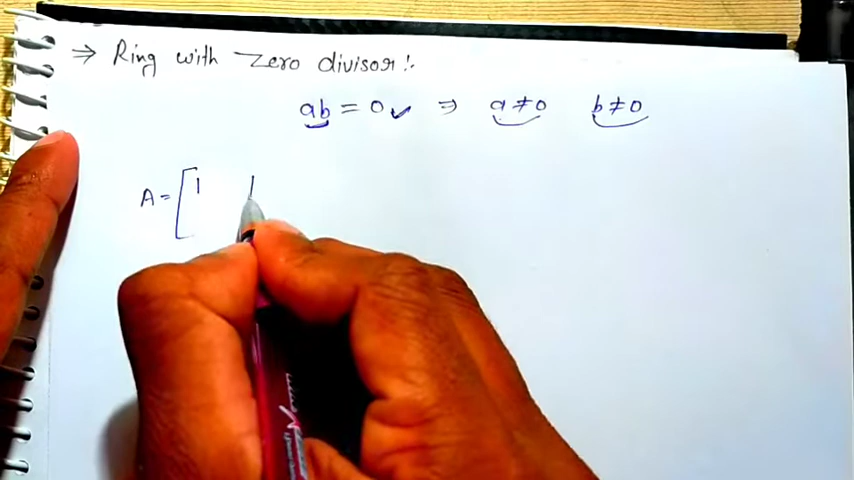 ⇒ Ring with Zero divisor :-
ab = 0 ✓ ⇒ a ≠ 0 b ≠ 0
A = [ 1 1